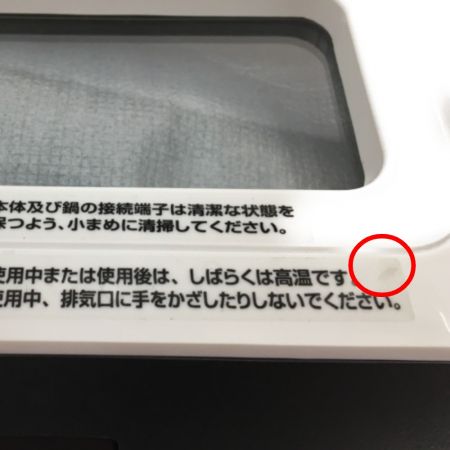 本体及び鍋の接続端子は清潔な状態を
保つよう、小まめに清掃してください。
使用中または使用後は、しばらくは高温です
使用中、排気口に手をかざしたりしないでください。